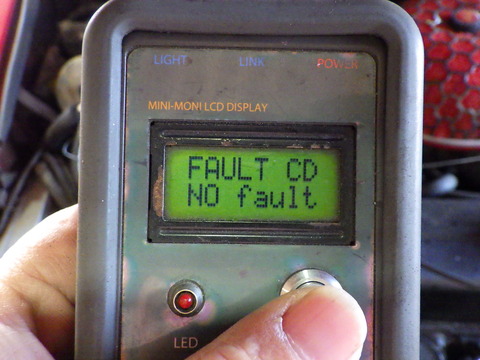 LIGHT LINK POWER
MINI-MONI LCD DISPLAY
FAULT CD
NO fault
LED